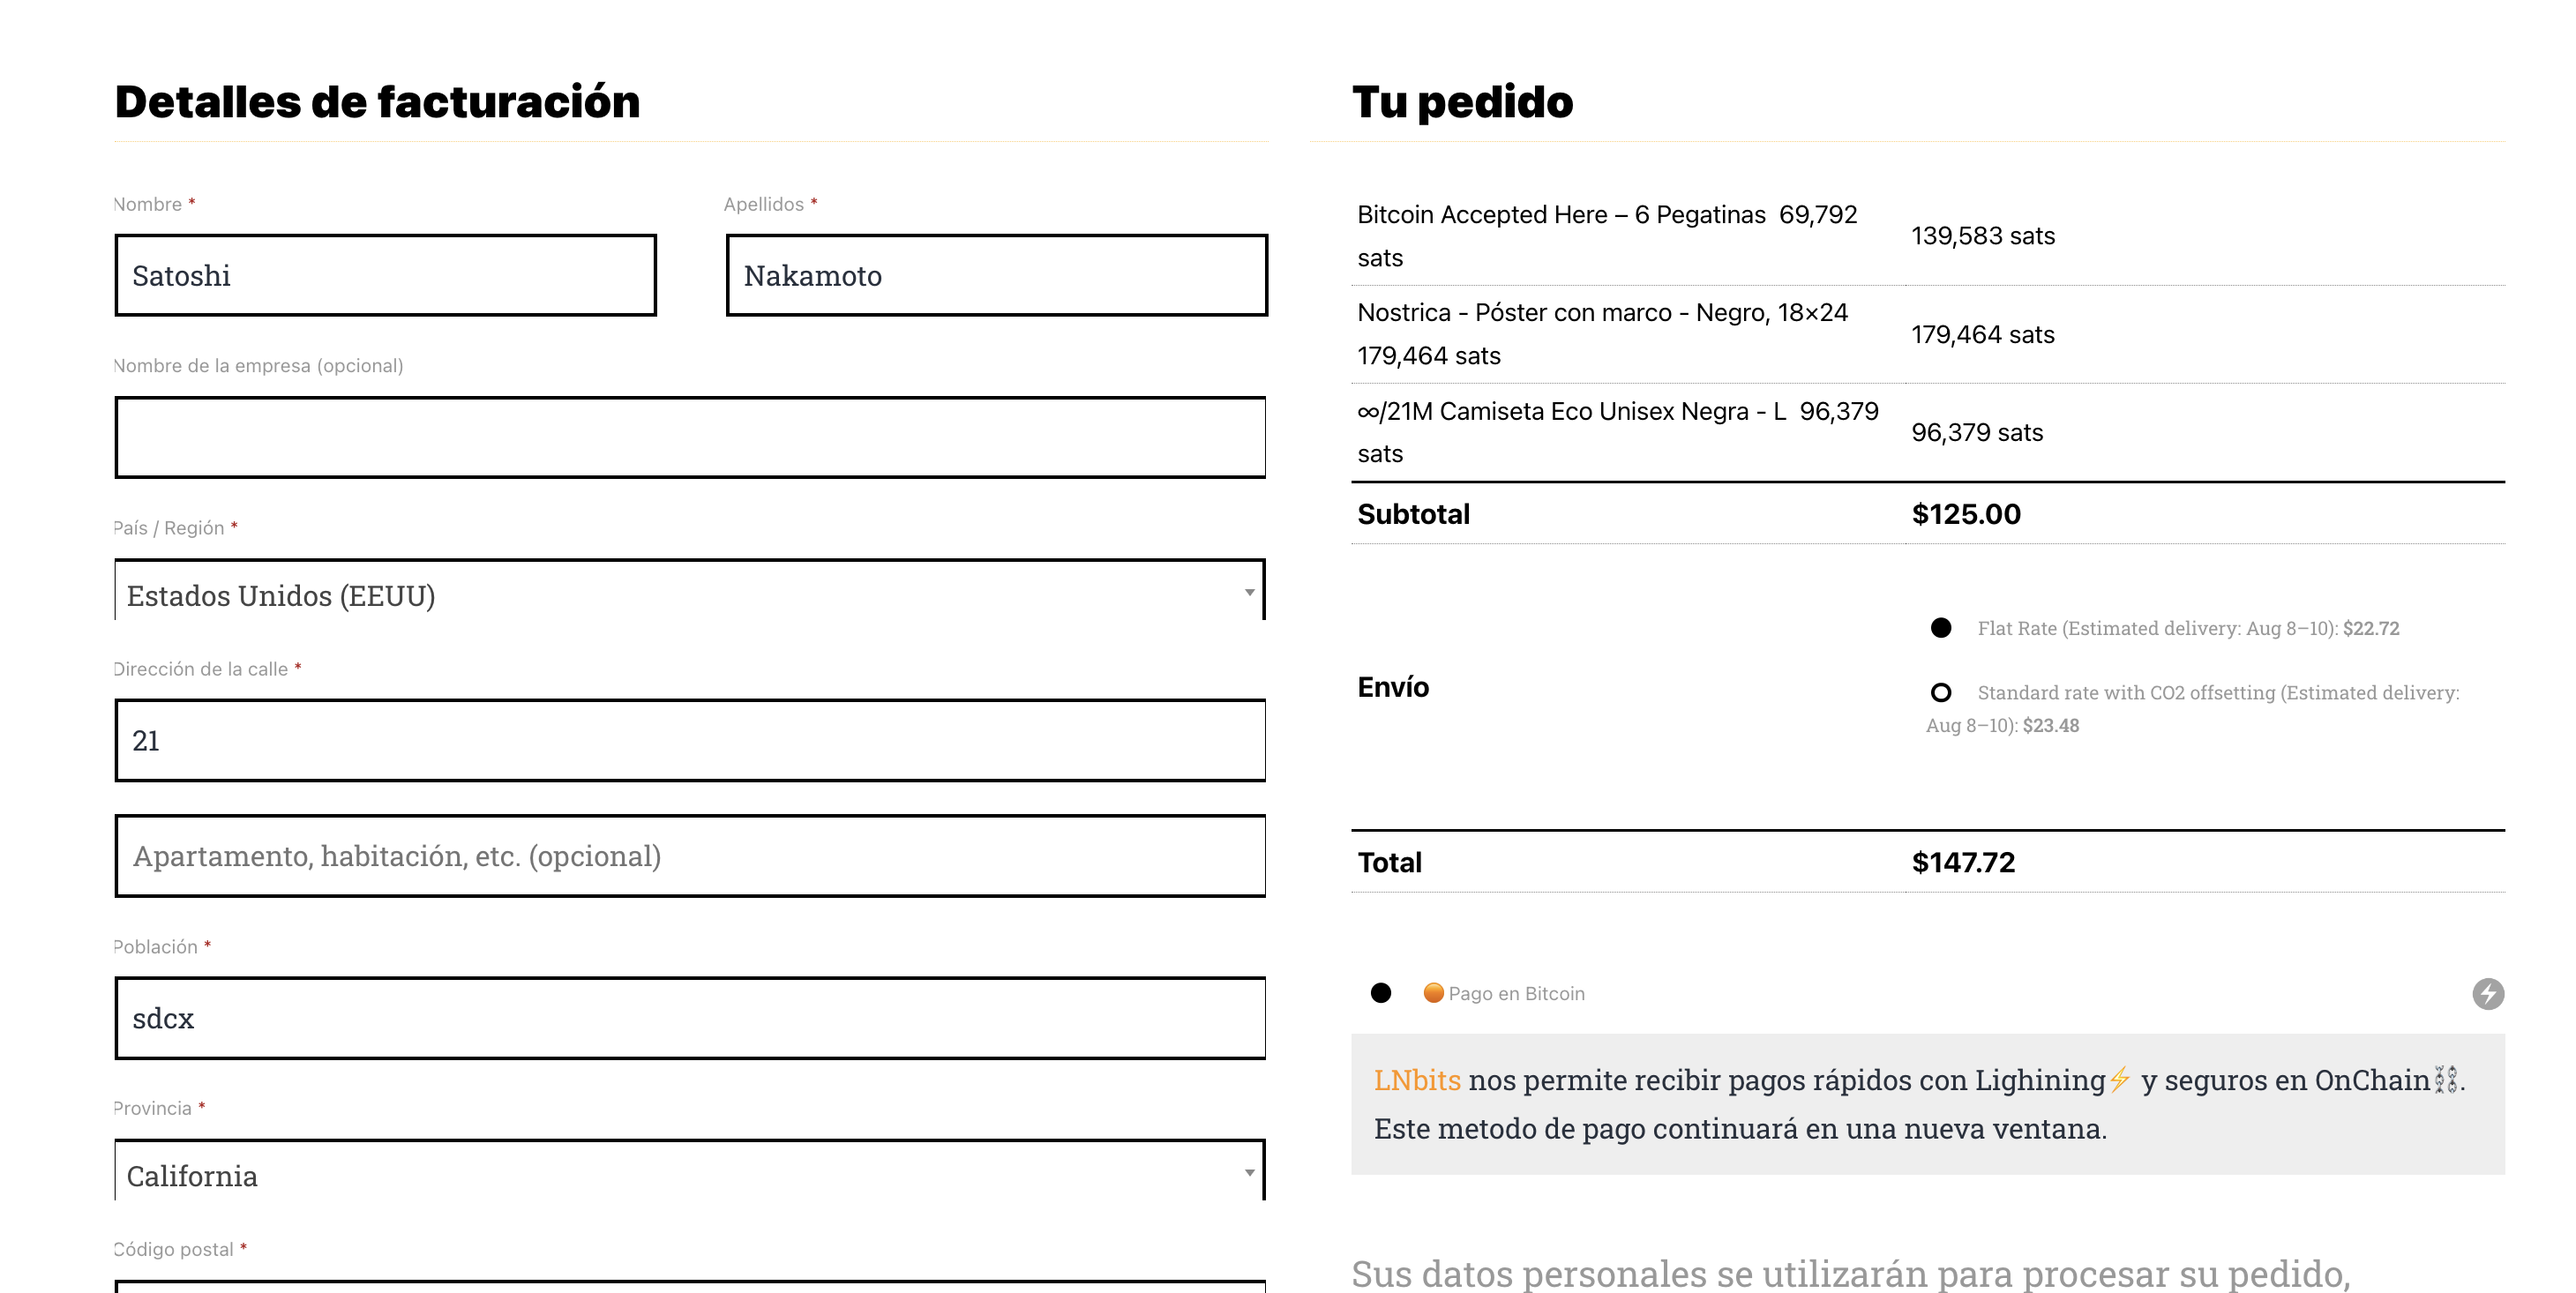 Detalles de facturación
Nombre *
Apellidos *
Satoshi
Nakamoto
Nombre de la empresa (opcional)
País / Región *
Estados Unidos (EEUU)
Dirección de la calle *
21
Apartamento, habitación, etc. (opcional)
Población *
sdcx
Provincia *
California
Código postal *
Tu pedido
Bitcoin Accepted Here – 6 Pegatinas 69,792
sats
139,583 sats
Nostrica - Póster con marco - Negro, 18×24
179,464 sats
179,464 sats
∞/21M Camiseta Eco Unisex Negra - L 96,379
sats
96,379 sats
Subtotal
$125.00
Envío
Flat Rate (Estimated delivery: Aug 8–10): $22.72
Standard rate with CO2 offsetting (Estimated delivery:
Aug 8–10): $23.48
Total
$147.72
🟠 Pago en Bitcoin
LNbits nos permite recibir pagos rápidos con Lighining⚡ y seguros en OnChain⛓.
Este metodo de pago continuará en una nueva ventana.
Sus datos personales se utilizarán para procesar su pedido,